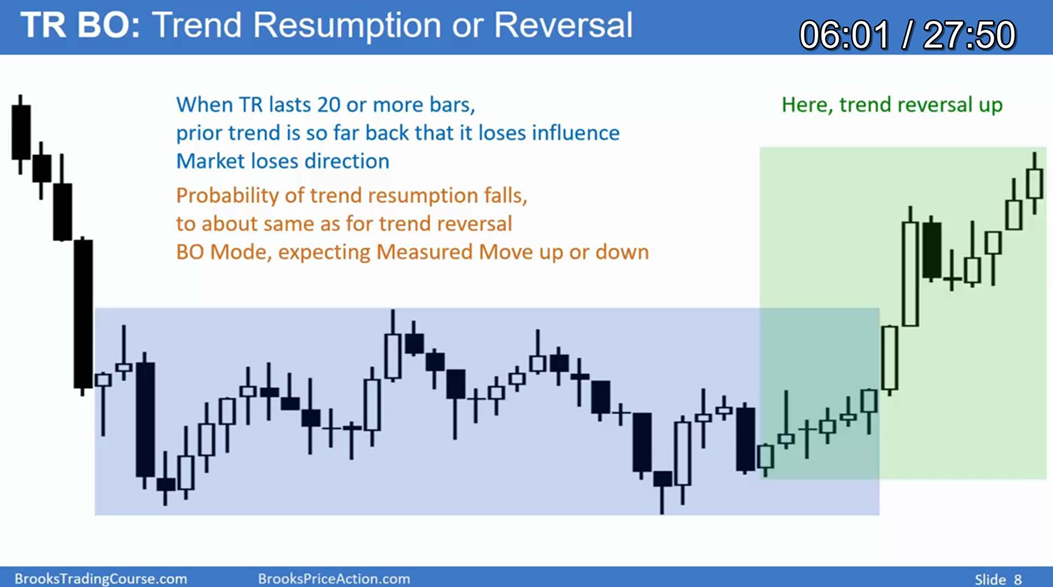 TR BO: Trend Resumption or Reversal
06:01 / 27:50
When TR lasts 20 or more bars,
prior trend is so far back that it loses influence
Market loses direction
Probability of trend resumption falls,
to about same as for trend reversal
BO Mode, expecting Measured Move up or down
Here, trend reversal up
BrooksTradingCourse.com
BrooksPriceAction.com
Slide 8